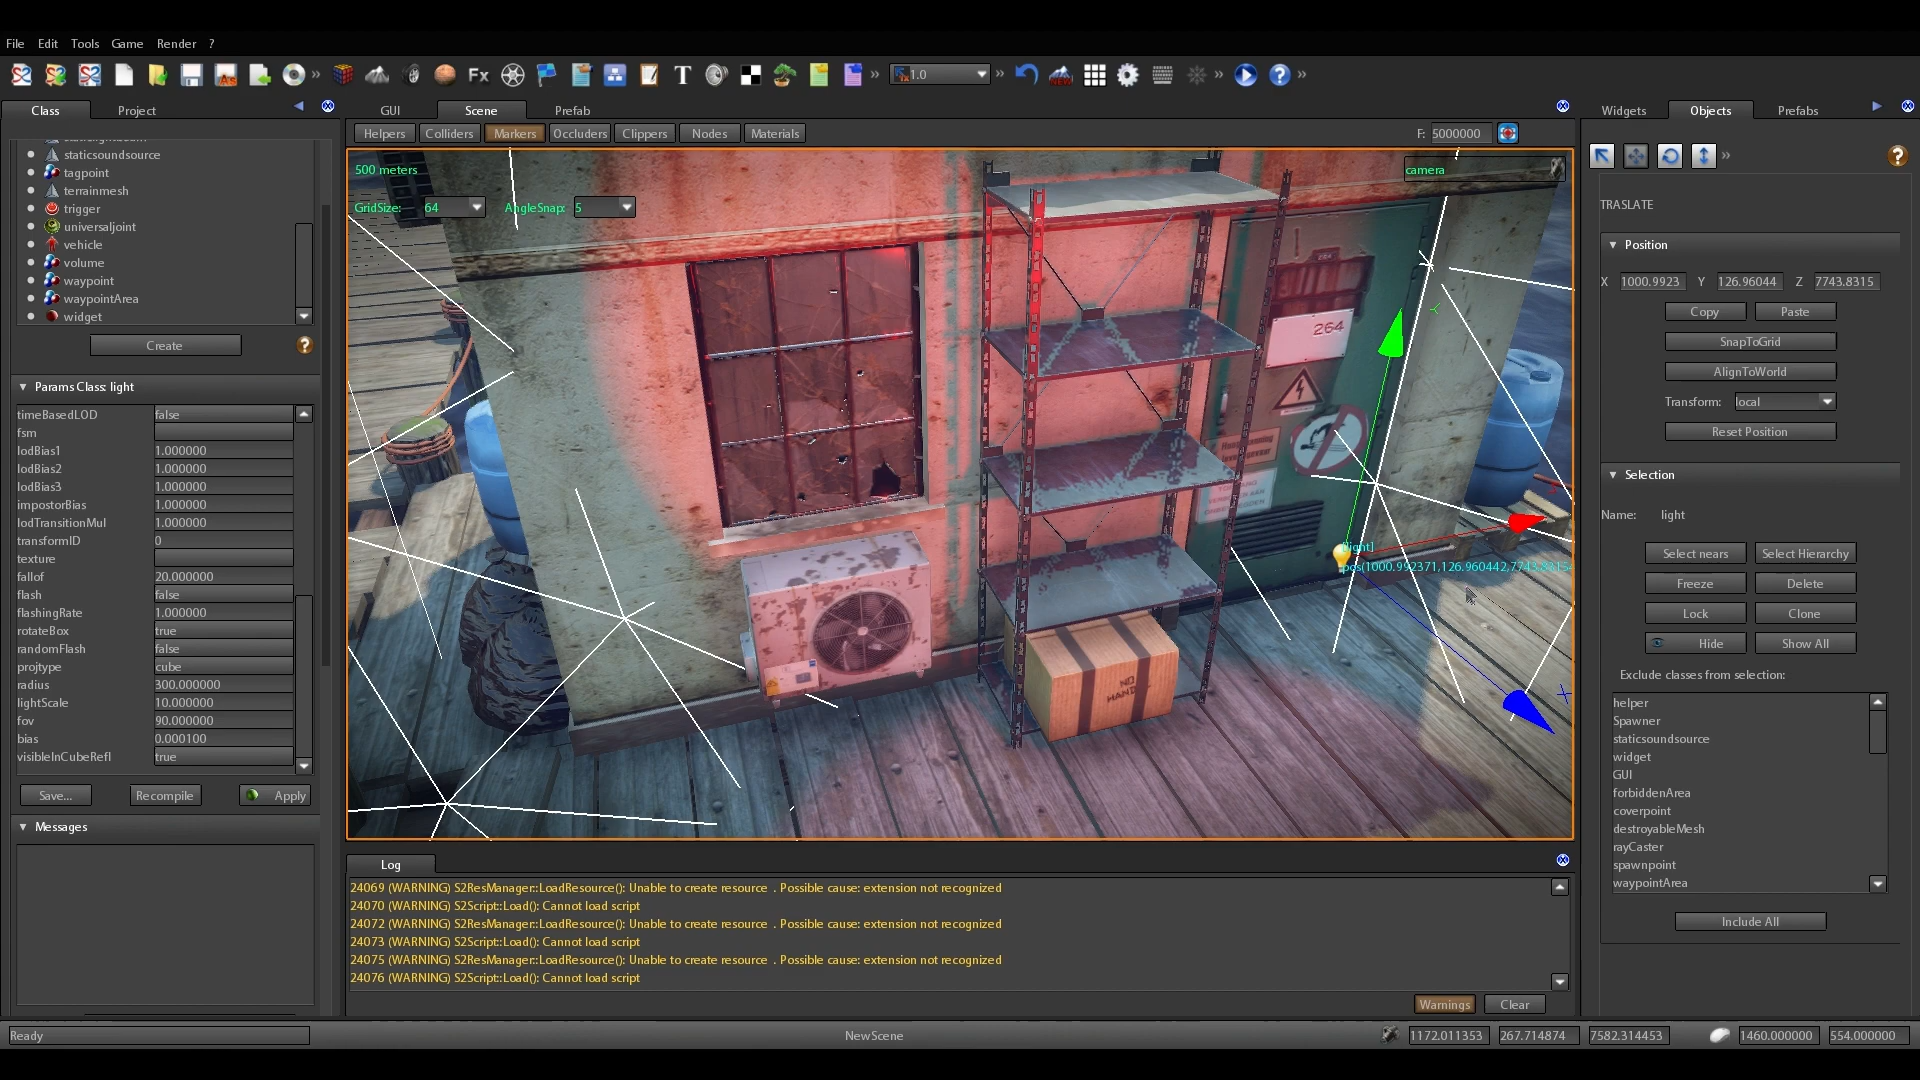 File Edit Tools Game Render ?
Fx T 1.0
Class Project
GUI Scene Prefab
Widgets Objects Prefabs
Helpers Colliders Markers Occluders Clippers Nodes Materials F: 5000000
staticsoundsource
tagpoint
terrainmesh
trigger
universaljoint
vehicle
volume
waypoint
waypointArea
widget
Create
Params Class: light
timeBasedLOD false
fsm
lodBias1 1.000000
lodBias2 1.000000
lodBias3 1.000000
impostorBias 1.000000
lodTransitionMul 1.000000
transformID 0
texture
fallof 20.000000
flash false
flashingRate 1.000000
rotateBox true
randomFlash false
projtype cube
radius 300.000000
lightScale 10.000000
fov 90.000000
bias 0.000100
visibleInCubeRefl true
Save... Recompile Apply
Messages
500 meters
camera
GridSize: 64 AngleSnap: 5
264
[light]
pos(1000.992371,126.960442,7743.8315
NO
HAND
Log
24069 (WARNING) S2ResManager::LoadResource(): Unable to create resource . Possible cause: extension not recognized
24070 (WARNING) S2Script::Load(): Cannot load script
24072 (WARNING) S2ResManager::LoadResource(): Unable to create resource . Possible cause: extension not recognized
24073 (WARNING) S2Script::Load(): Cannot load script
24075 (WARNING) S2ResManager::LoadResource(): Unable to create resource . Possible cause: extension not recognized
24076 (WARNING) S2Script::Load(): Cannot load script
Warnings Clear
TRASLATE
Position
X 1000.9923 Y 126.96044 Z 7743.8315
Copy Paste
SnapToGrid
AlignToWorld
Transform: local
Reset Position
Selection
Name: light
Select nears Select Hierarchy
Freeze Delete
Lock Clone
Hide Show All
Exclude classes from selection:
helper
Spawner
staticsoundsource
widget
GUI
forbiddenArea
coverpoint
destroyableMesh
rayCaster
spawnpoint
waypointArea
Include All
Ready NewScene 1172.011353 267.714874 7582.314453 1460.000000 554.000000